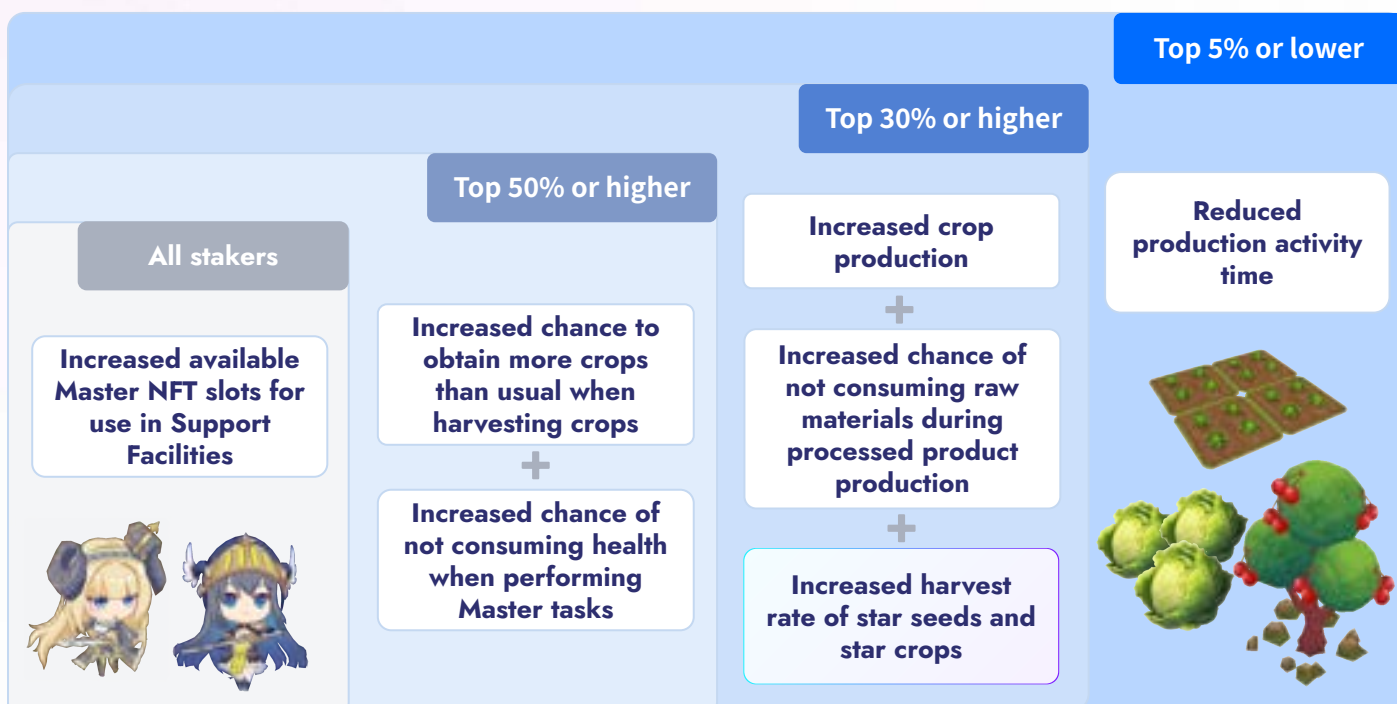 All stakers
Increased available
Master NFT slots for
use in Support
Facilities
Top 50% or higher
Increased chance to
obtain more crops
than usual when
harvesting crops
+
Increased chance of
not consuming health
when performing
Master tasks
Top 30% or higher
Increased crop
production
+
Increased chance of
not consuming raw
materials during
processed product
production
+
Increased harvest
rate of star seeds and
star crops
Top 5% or lower
Reduced
production activity
time